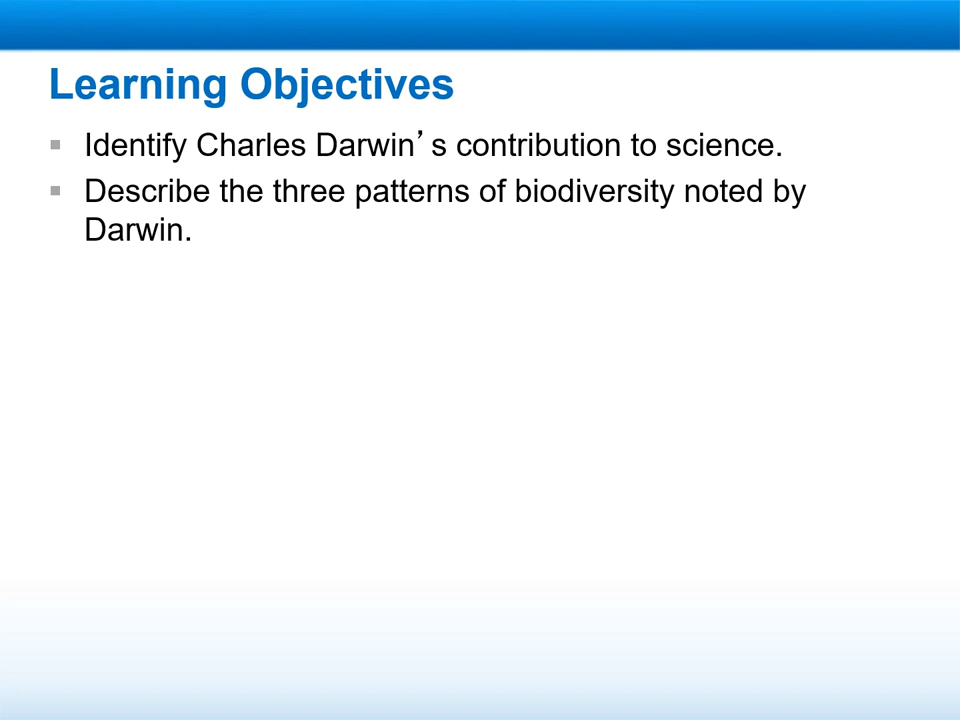 Learning Objectives
▪ Identify Charles Darwin’s contribution to science.
▪ Describe the three patterns of biodiversity noted by
Darwin.